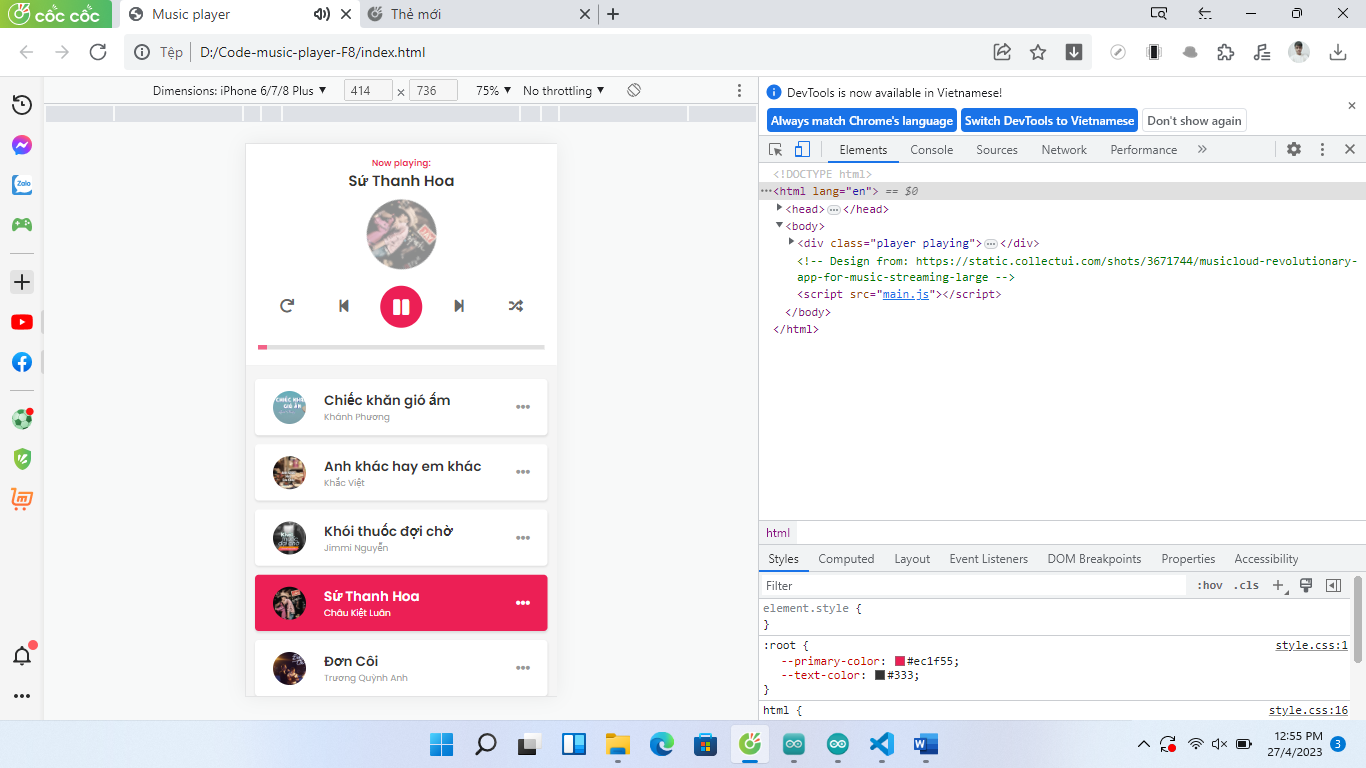 cốc cốc
Music player
Thẻ mới
Tệp
D:/Code-music-player-F8/index.html
Dimensions: iPhone 6/7/8 Plus
414 × 736
75%
No throttling
DevTools is now available in Vietnamese!
Always match Chrome's language
Switch DevTools to Vietnamese
Don't show again
Elements
Console
Sources
Network
Performance
Zalo
Now playing:
Sứ Thanh Hoa
Chiếc khăn gió ấm
Khánh Phương
Anh khác hay em khác
Khắc Việt
Khói thuốc đợi chờ
Jimmi Nguyễn
Sứ Thanh Hoa
Châu Kiệt Luân
Đơn Côi
Trương Quỳnh Anh
<!DOCTYPE html>
<html lang="en"> == $0
<head>…</head>
<body>
<div class="player playing">…</div>
<!-- Design from: https://static.collectui.com/shots/3671744/musicloud-revolutionary-
app-for-music-streaming-large -->
<script src="main.js"></script>
</body>
</html>
html
Styles
Computed
Layout
Event Listeners
DOM Breakpoints
Properties
Accessibility
Filter
:hov
.cls
element.style {
}
:root {
style.css:1
--primary-color: #ec1f55;
--text-color: #333;
}
html {
style.css:16
12:55 PM
27/4/2023
3